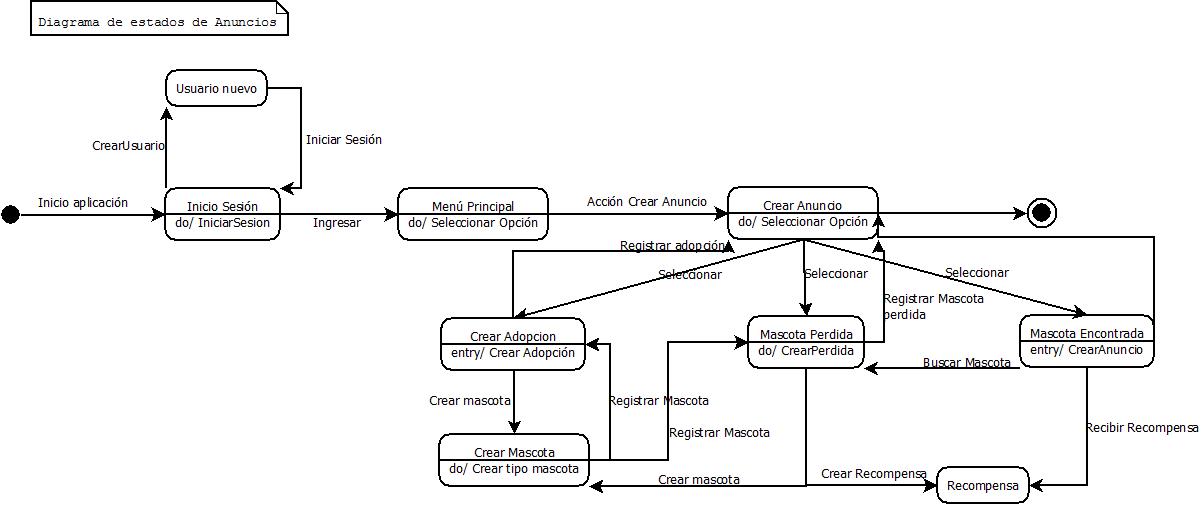 Diagrama de estados de Anuncios
Usuario nuevo
CrearUsuario
Iniciar Sesión
Inicio aplicación
Inicio Sesión
do/ IniciarSesion
Ingresar
Menú Principal
do/ Seleccionar Opción
Acción Crear Anuncio
Crear Anuncio
do/ Seleccionar Opción
Registrar adopción
Seleccionar
Seleccionar
Seleccionar
Registrar Mascota
perdida
Crear Adopcion
entry/ Crear Adopción
Mascota Perdida
do/ CrearPerdida
Mascota Encontrada
entry/ CrearAnuncio
Buscar Mascota
Crear mascota
Registrar Mascota
Registrar Mascota
Recibir Recompensa
Crear Mascota
do/ Crear tipo mascota
Crear mascota
Crear Recompensa
Recompensa